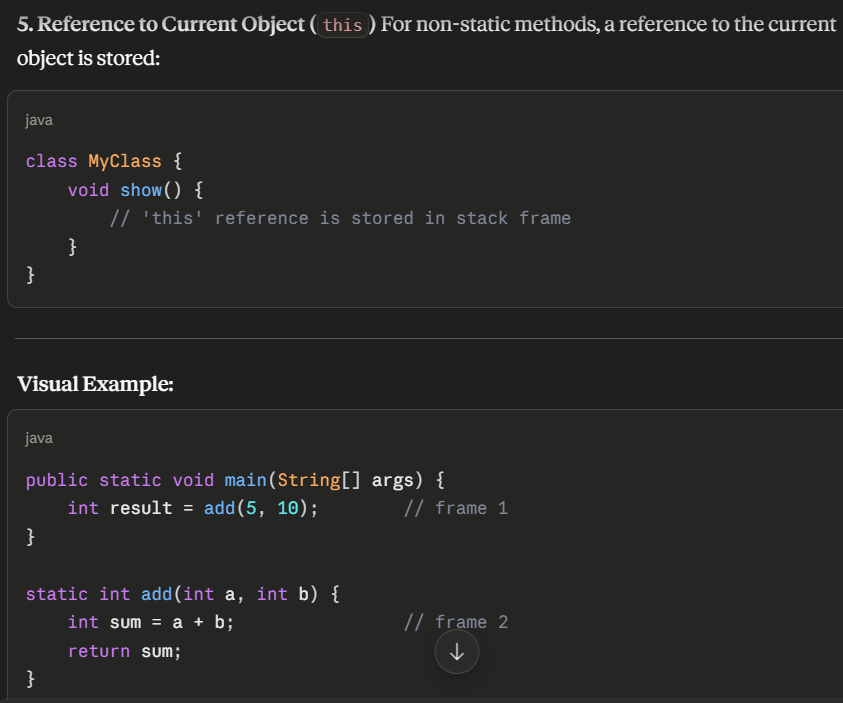 5. Reference to Current Object (this) For non-static methods, a reference to the current
object is stored:
java
class MyClass {
    void show() {
        // 'this' reference is stored in stack frame
    }
}
Visual Example:
java
public static void main(String[] args) {
    int result = add(5, 10);        // frame 1
}
static int add(int a, int b) {
    int sum = a + b;                // frame 2
    return sum;
}